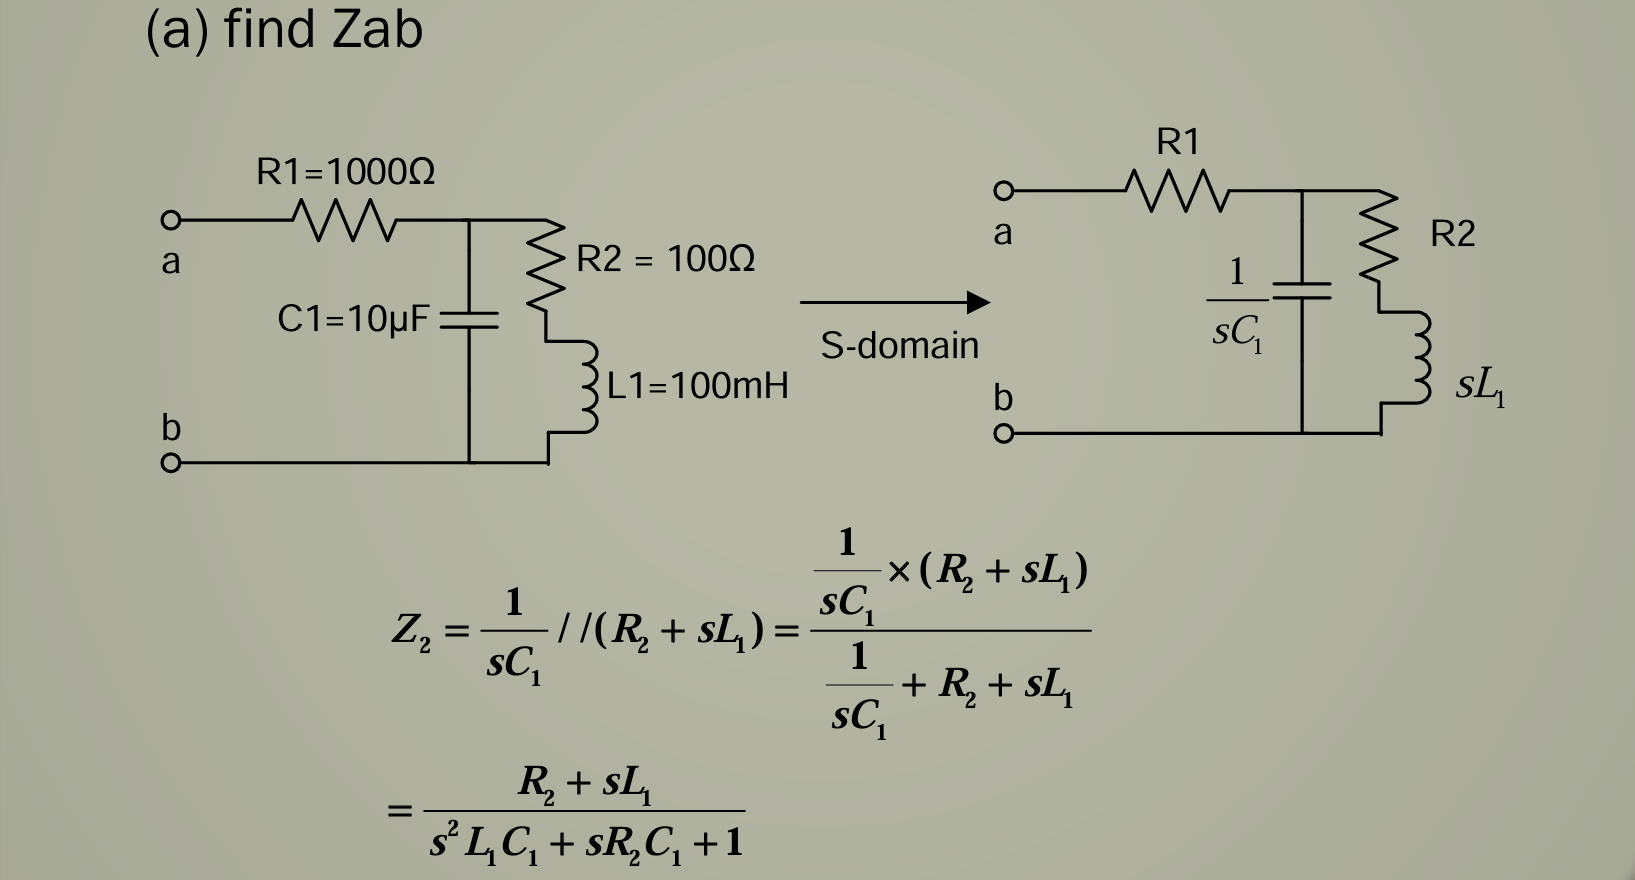 (a) find Zab
R1=1000Ω
a
R2 = 100Ω
C1=10µF
L1=100mH
b
S-domain
R1
a
R2
1/sC₁
sL₁
b
Z₂ = 1/sC₁ //(R₂ + sL₁) = (1/sC₁ × (R₂ + sL₁))/(1/sC₁ + R₂ + sL₁)
= (R₂ + sL₁)/(s²L₁C₁ + sR₂C₁ + 1)